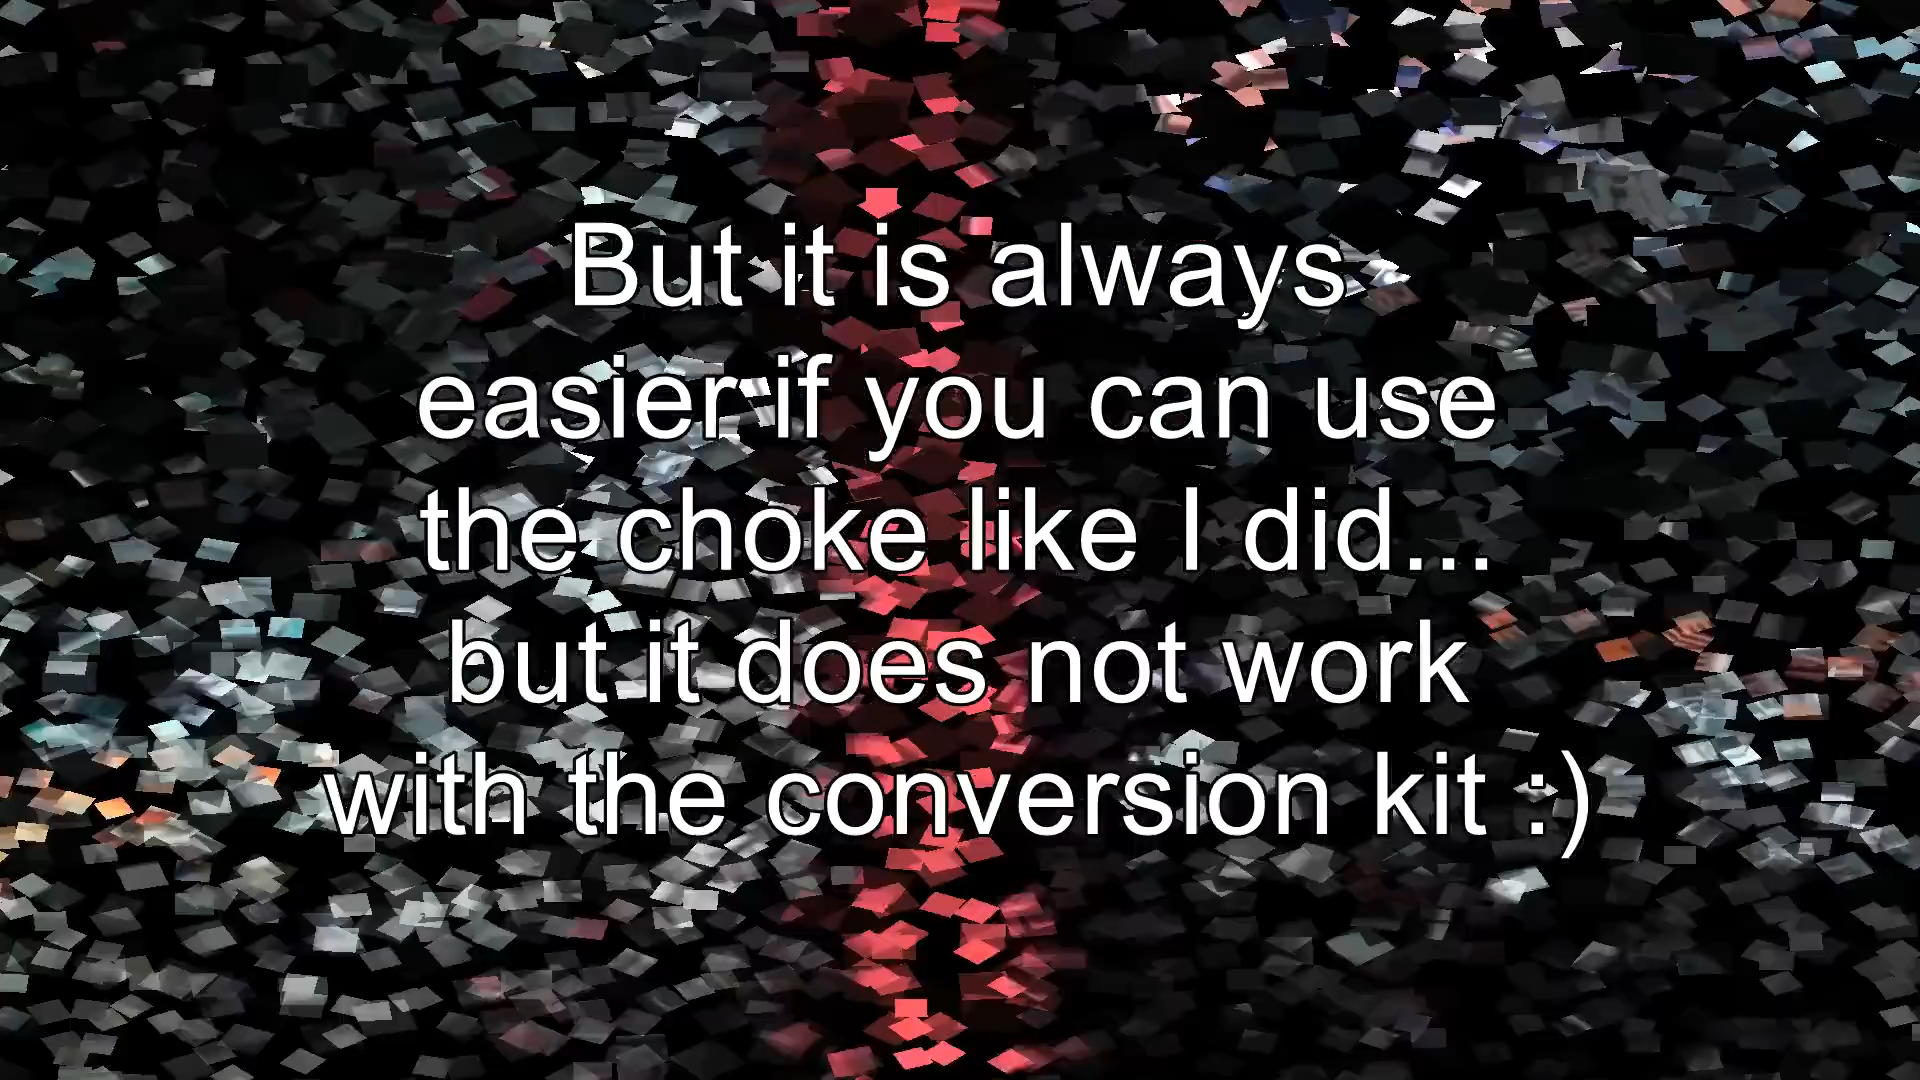 But it is always
easier if you can use
the choke like I did...
but it does not work
with the conversion kit :)